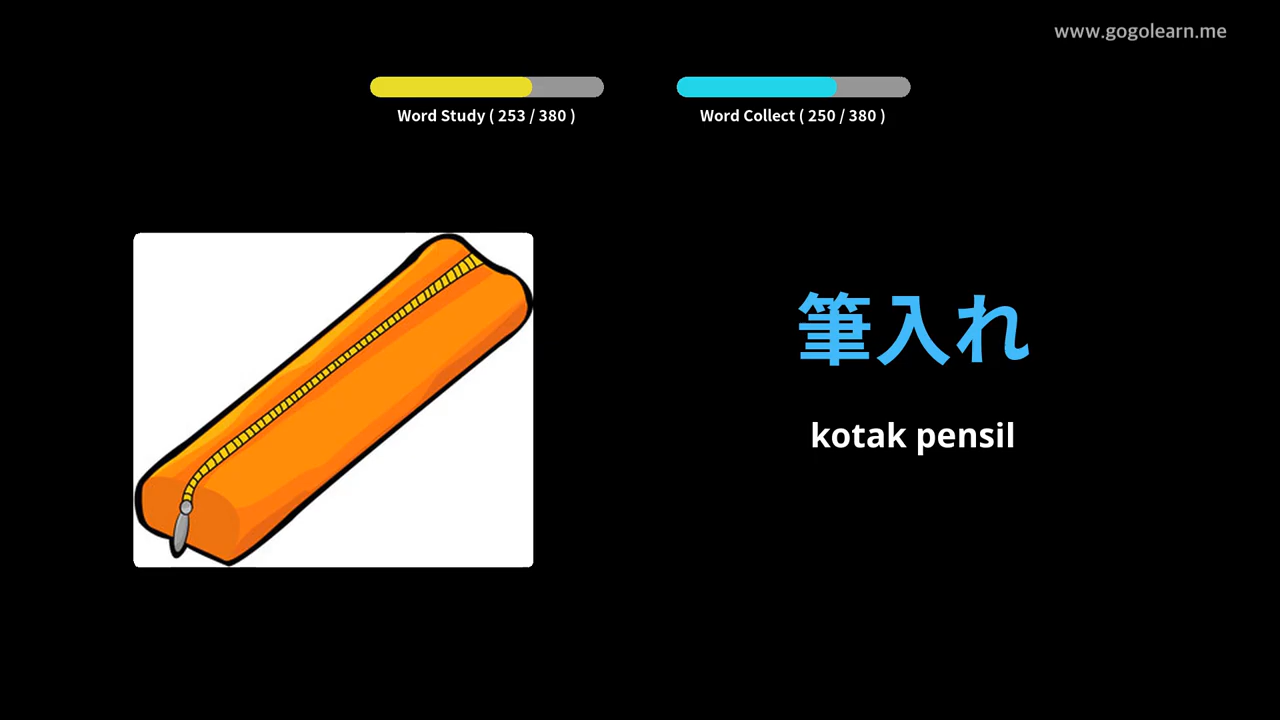 www.gogolearn.me
Word Study ( 253 / 380 )
Word Collect ( 250 / 380 )
筆入れ
kotak pensil